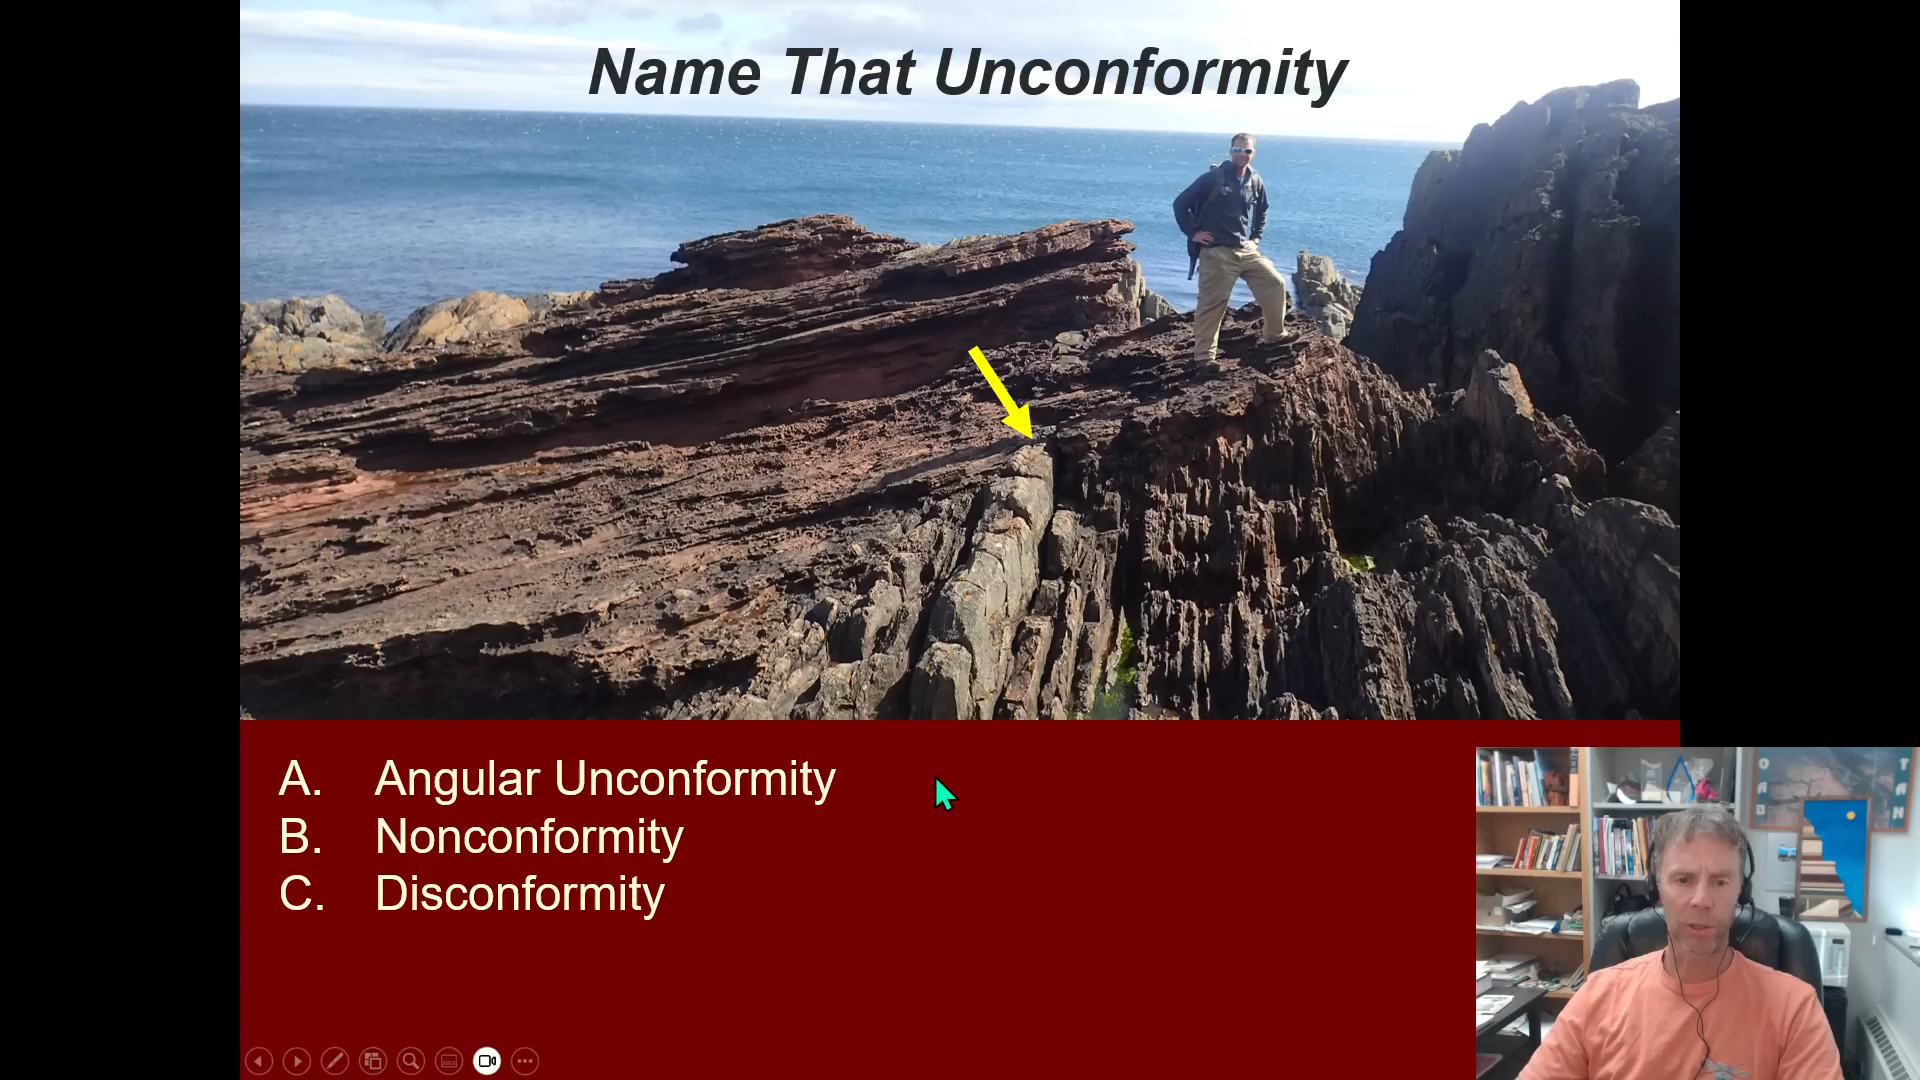 Name That Unconformity
A. Angular Unconformity
B. Nonconformity
C. Disconformity